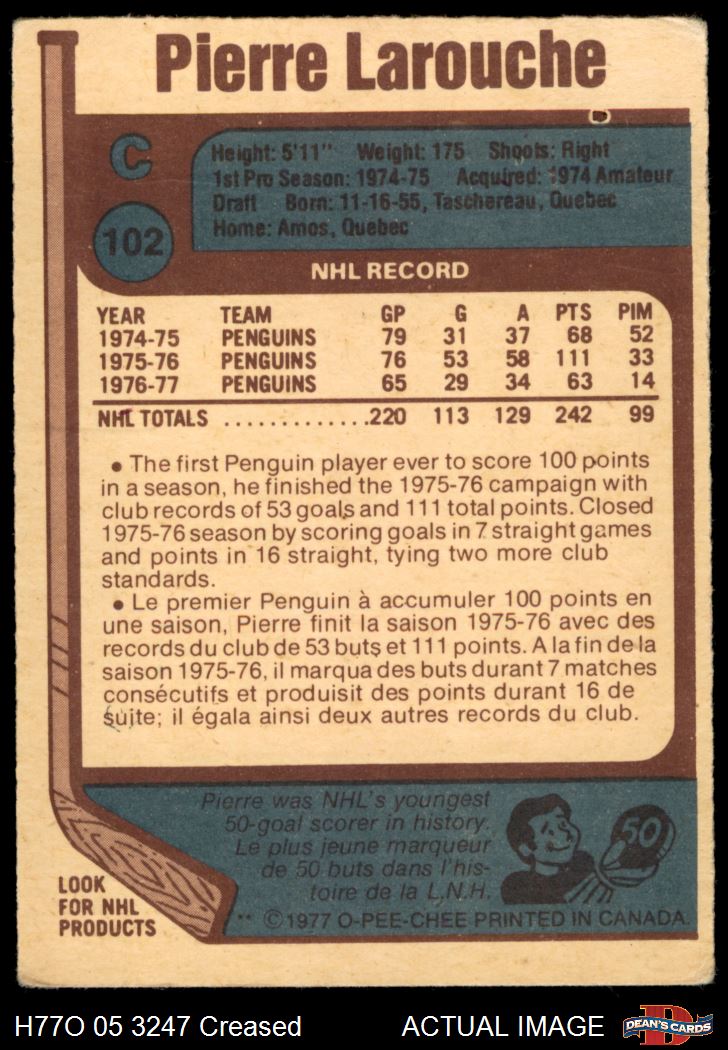 Pierre Larouche
C
Height: 5'11" Weight: 175 Shoots: Right
1st Pro Season: 1974-75 Acquired: 1974 Amateur
Draft Born: 11-16-55, Taschereau, Quebec
Home: Amos, Quebec
102
NHL RECORD
YEAR TEAM GP G A PTS PIM
1974-75 PENGUINS 79 31 37 68 52
1975-76 PENGUINS 76 53 58 111 33
1976-77 PENGUINS 65 29 34 63 14
NHL TOTALS .............220 113 129 242 99
• The first Penguin player ever to score 100 points
in a season, he finished the 1975-76 campaign with
club records of 53 goals and 111 total points. Closed
1975-76 season by scoring goals in 7 straight games
and points in 16 straight, tying two more club
standards.
• Le premier Penguin à accumuler 100 points en
une saison, Pierre finit la saison 1975-76 avec des
records du club de 53 buts et 111 points. A la fin de la
saison 1975-76, il marqua des buts durant 7 matches
consécutifs et produisit des points durant 16 de
suite; il égala ainsi deux autres records du club.
Pierre was NHL's youngest
50-goal scorer in history.
Le plus jeune marqueur
de 50 buts dans l'his-
toire de la L.N.H.
50
LOOK
FOR NHL
PRODUCTS
** ©1977 O-PEE-CHEE PRINTED IN CANADA.
H77O 05 3247 Creased ACTUAL IMAGE
D
DEAN'S CARDS